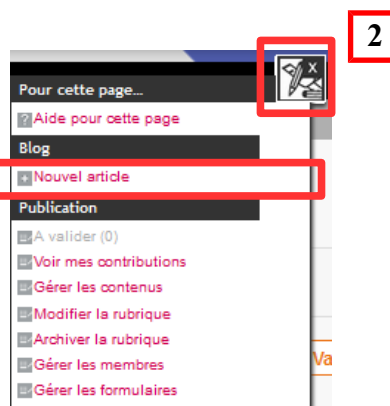 2
x
Pour cette page...
?Aide pour cette page
Blog
+Nouvel article
Publication
A valider (0)
Voir mes contributions
Gérer les contenus
Modifier la rubrique
Archiver la rubrique
Va
Gérer les membres
Gérer les formulaires